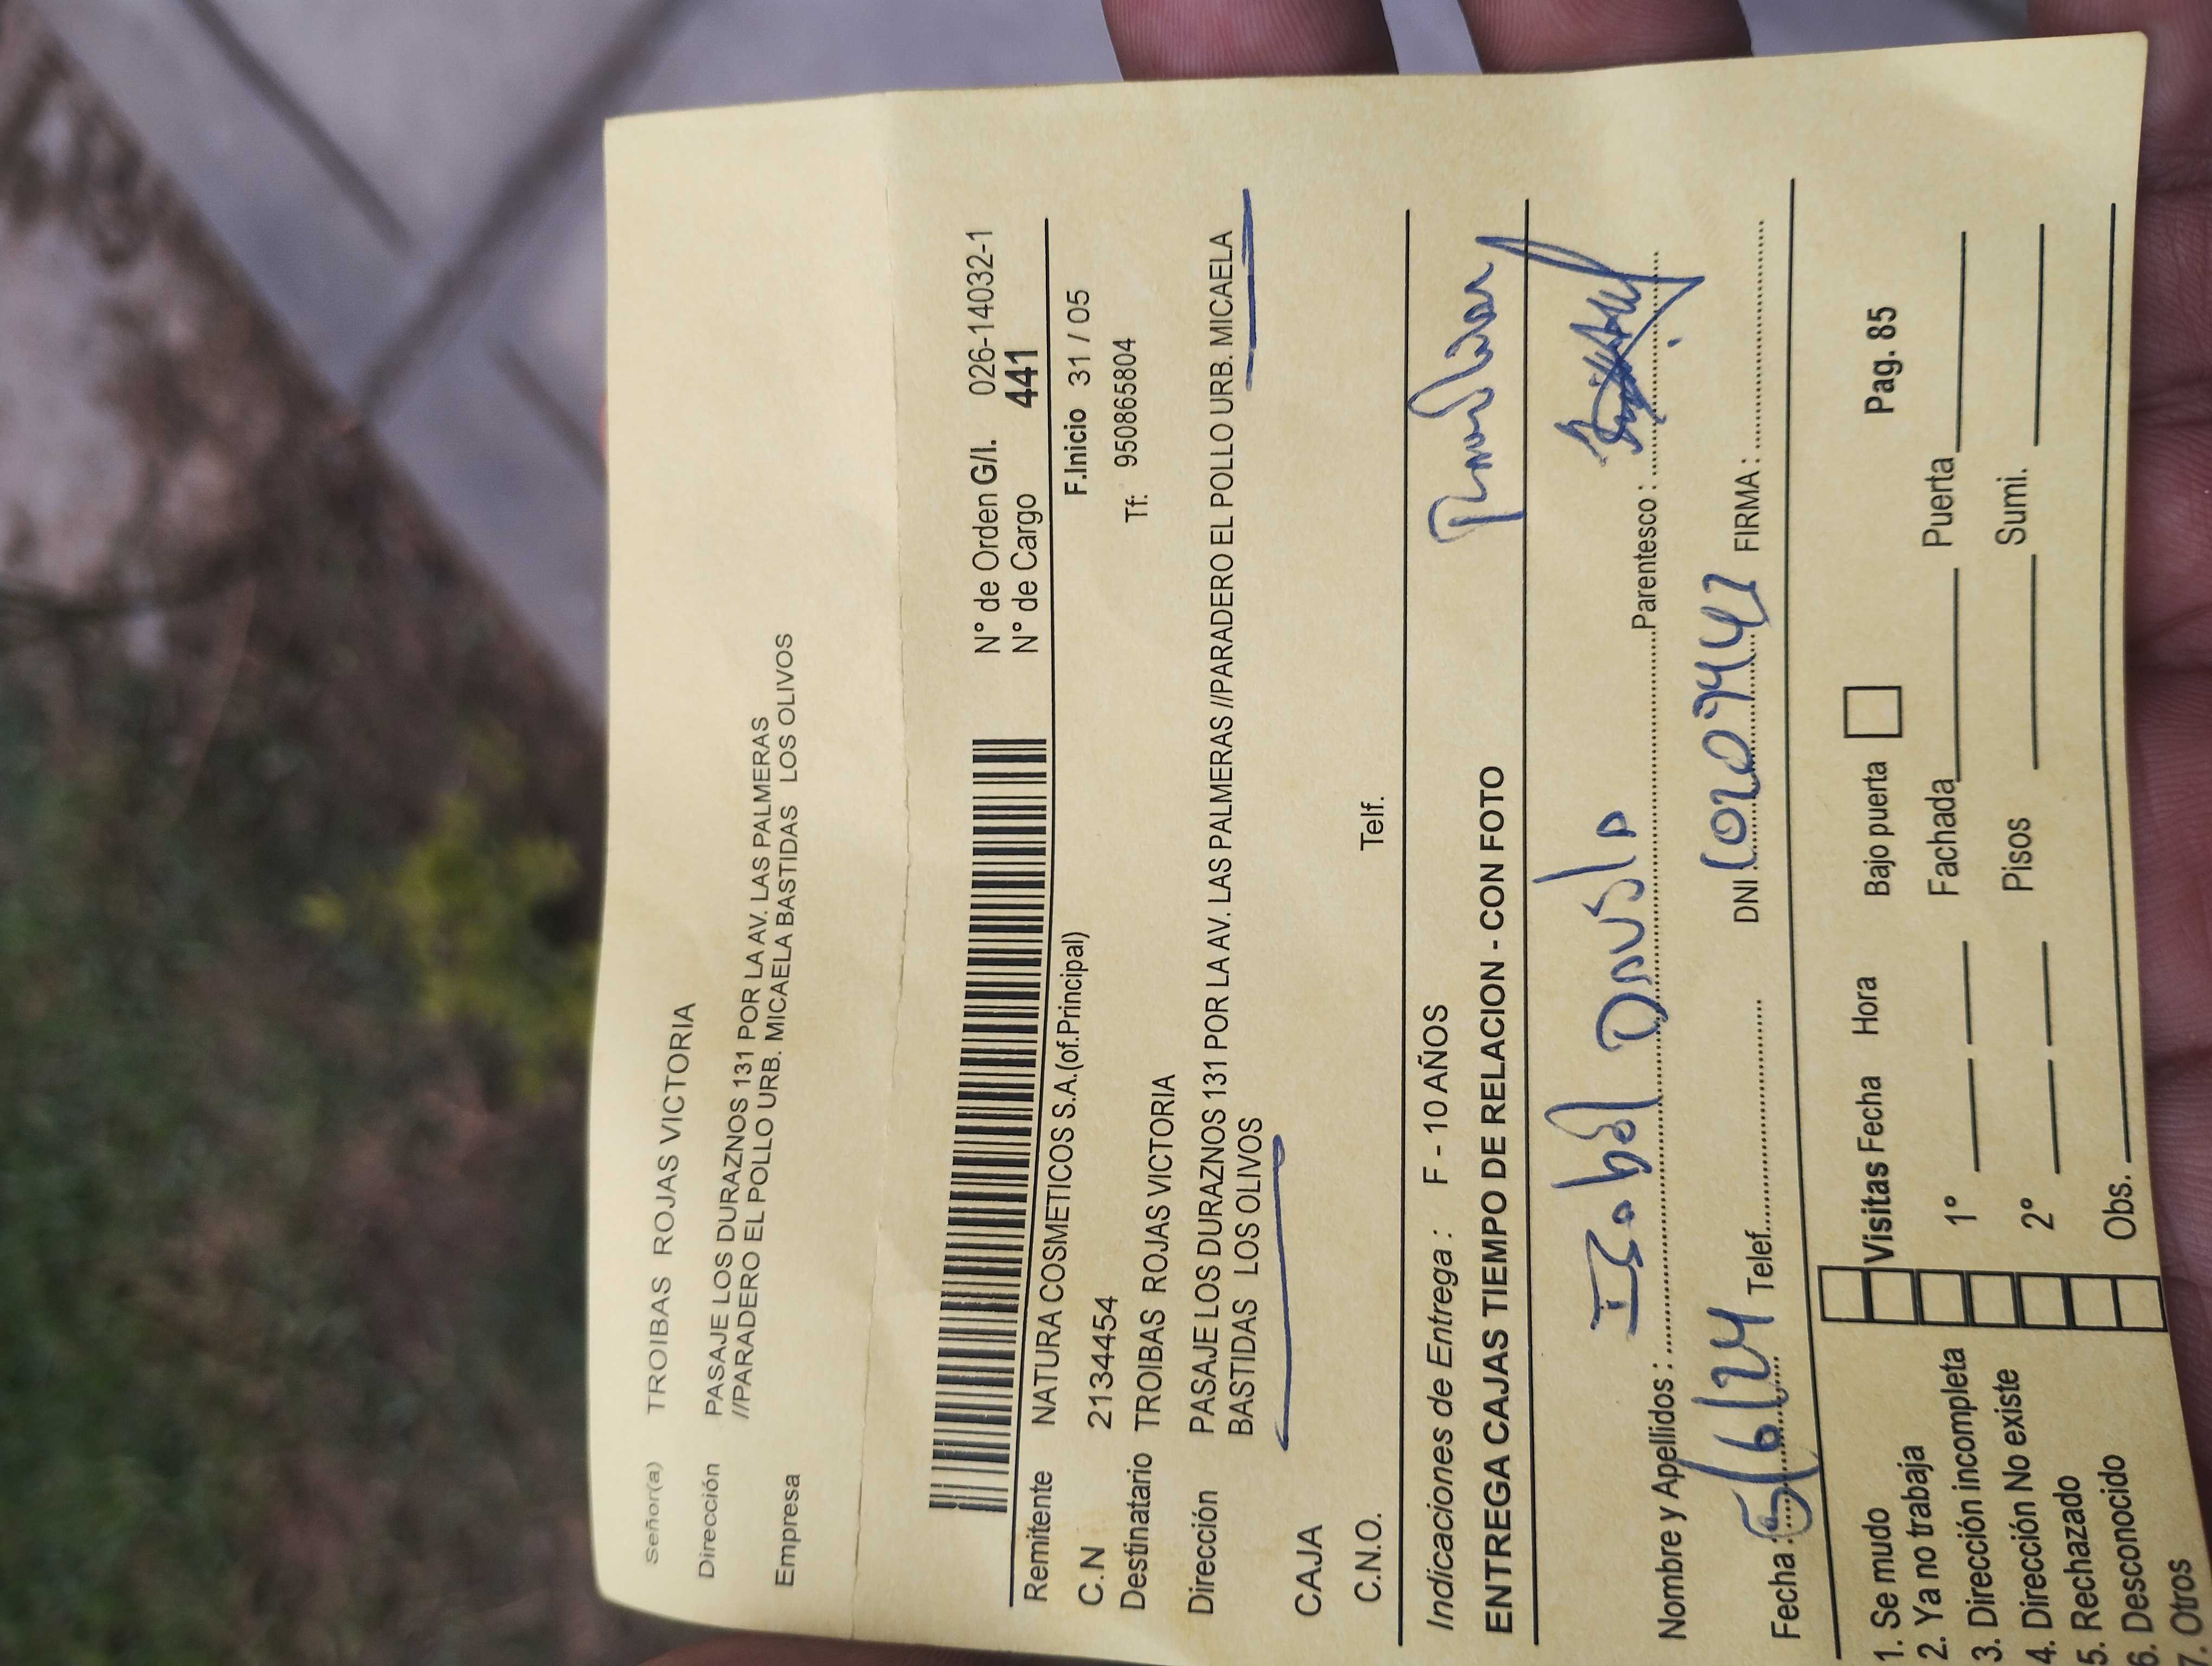 Señor(a) TROIBAS ROJAS VICTORIA
Dirección PASAJE LOS DURAZNOS 131 POR LA AV. LAS PALMERAS
//PARADERO EL POLLO URB. MICAELA BASTIDAS LOS OLIVOS
Empresa
N° de Orden G/I. 026-14032-1
N° de Cargo 441
Remitente NATURA COSMETICOS S.A.(of.Principal)
F.Inicio 31 / 05
C.N 2134454
Tf: 950865804
Destinatario TROIBAS ROJAS VICTORIA
Dirección PASAJE LOS DURAZNOS 131 POR LA AV. LAS PALMERAS //PARADERO EL POLLO URB. MICAELA
BASTIDAS LOS OLIVOS
CAJA
C.N.O. Telf.
Indicaciones de Entrega : F - 10 AÑOS
ENTREGA CAJAS TIEMPO DE RELACION - CON FOTO
Nombre y Apellidos : Isabel Parentesco :
Fecha : 5/6/24 Telef. DNI FIRMA :
1. Se mudo
2. Ya no trabaja
3. Dirección incompleta
4. Dirección No existe
5. Rechazado
6. Desconocido
7. Otros
Visitas Fecha Hora Bajo puerta Pag. 85
1° Fachada Puerta
2° Pisos Sumi.
Obs.